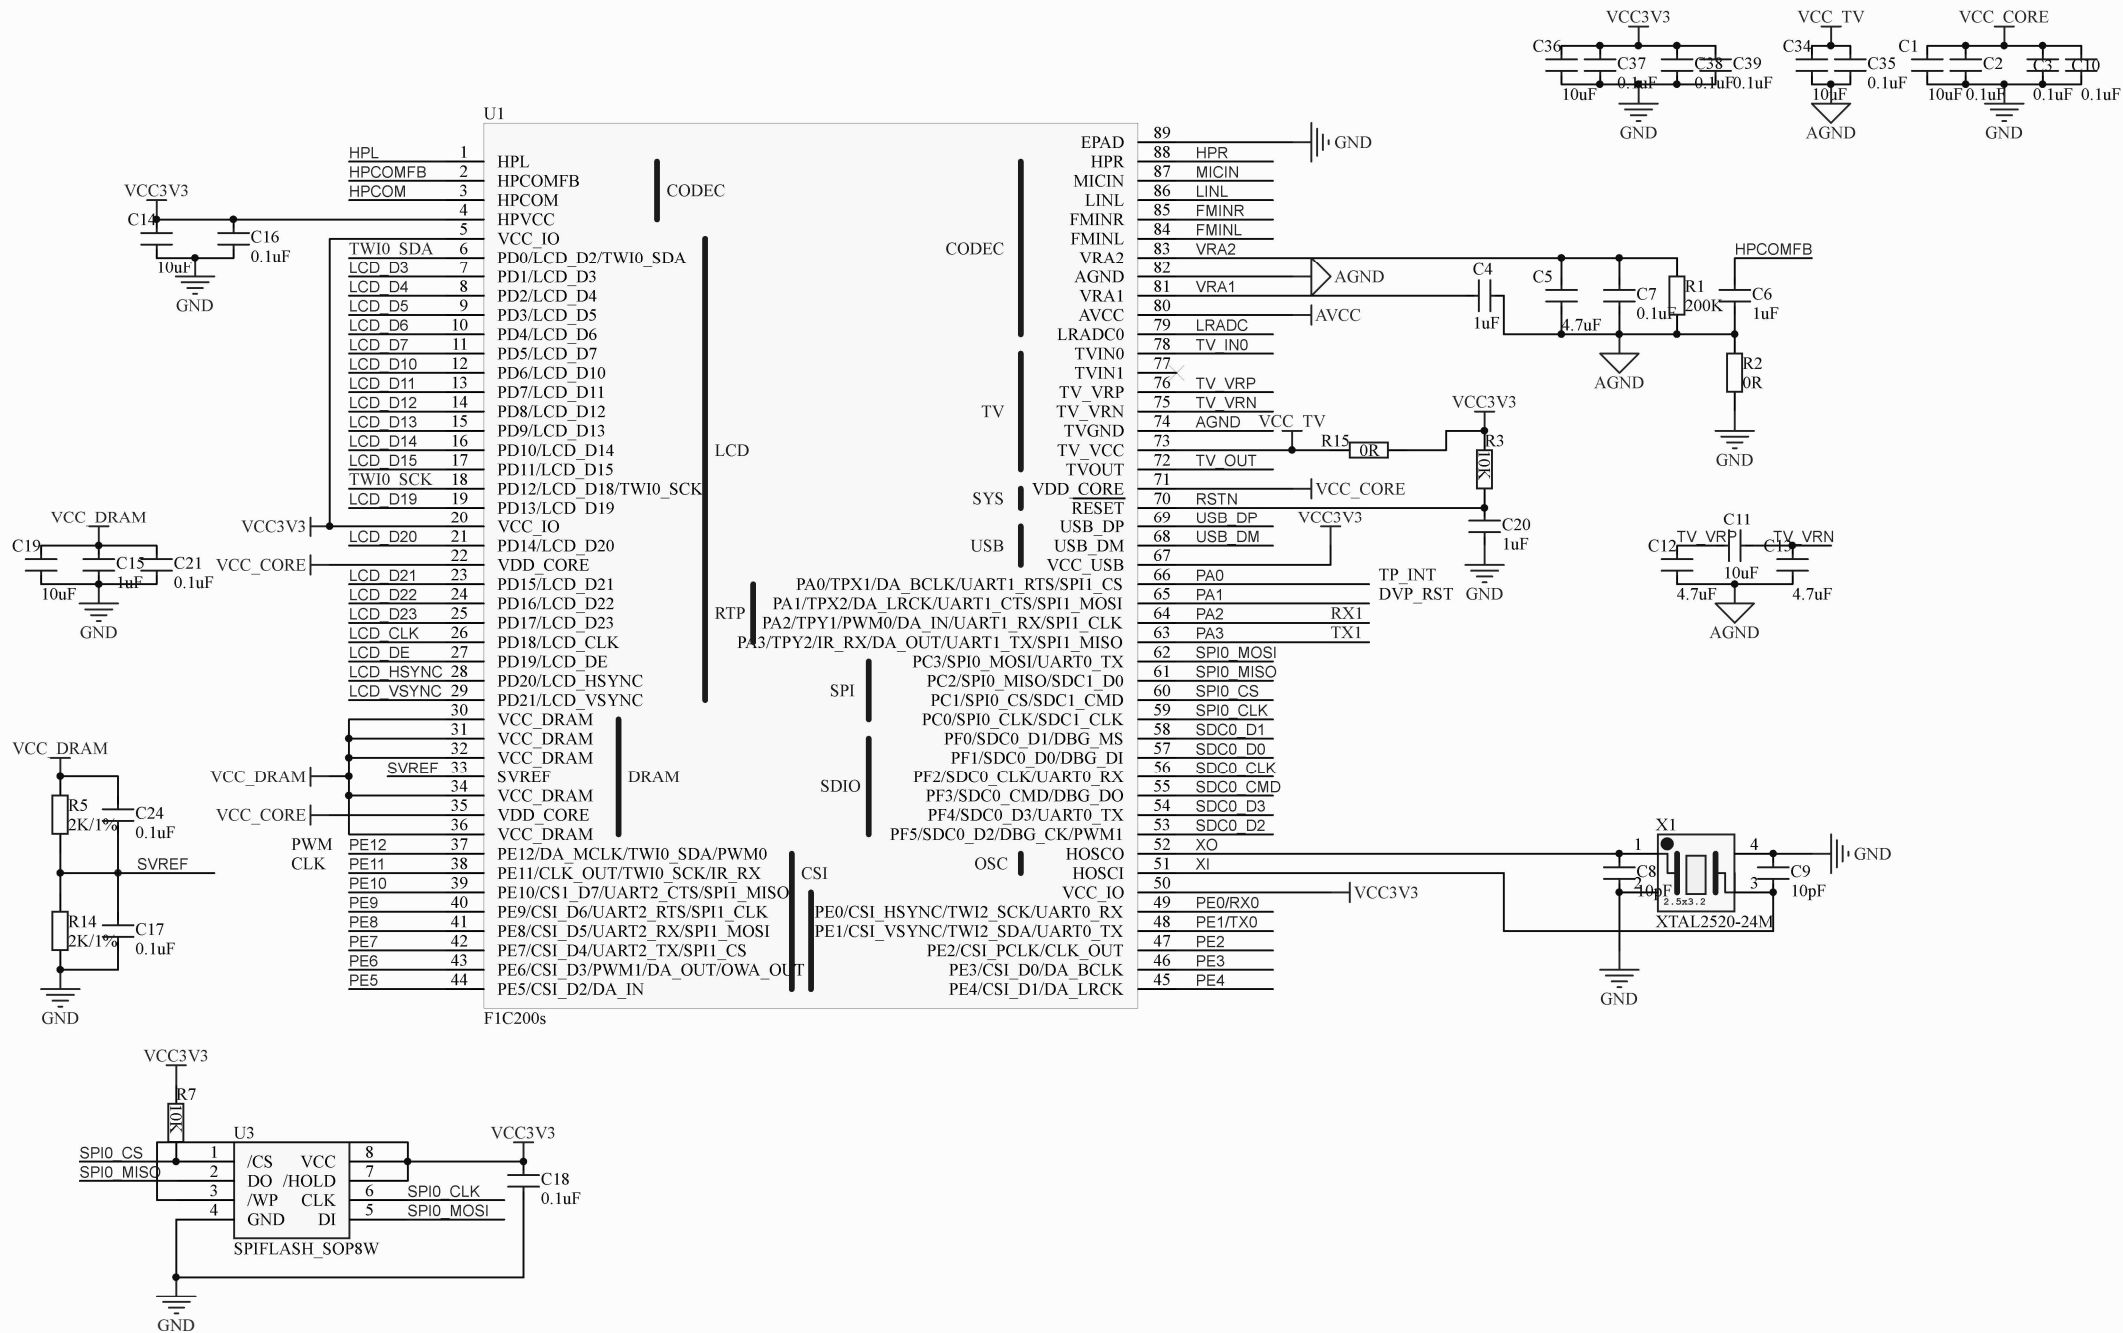 VCC3V3
C36
C37
C38
C39
10uF
0.1uF
0.1uF
0.1uF
GND
VCC_TV
C34
C35
10uF
0.1uF
AGND
VCC_CORE
C1
C2
C3
C10
10uF
0.1uF
0.1uF
0.1uF
GND
U1
HPL 1 HPL
HPCOMFB 2 HPCOMFB
HPCOM 3 HPCOM
4 HPVCC
5 VCC_IO
TWI0_SDA 6 PD0/LCD_D2/TWI0_SDA
LCD_D3 7 PD1/LCD_D3
LCD_D4 8 PD2/LCD_D4
LCD_D5 9 PD3/LCD_D5
LCD_D6 10 PD4/LCD_D6
LCD_D7 11 PD5/LCD_D7
LCD_D10 12 PD6/LCD_D10
LCD_D11 13 PD7/LCD_D11
LCD_D12 14 PD8/LCD_D12
LCD_D13 15 PD9/LCD_D13
LCD_D14 16 PD10/LCD_D14
LCD_D15 17 PD11/LCD_D15
TWI0_SCK 18 PD12/LCD_D18/TWI0_SCK
LCD_D19 19 PD13/LCD_D19
VCC3V3 20 VCC_IO
LCD_D20 21 PD14/LCD_D20
VCC_CORE 22 VDD_CORE
LCD_D21 23 PD15/LCD_D21
LCD_D22 24 PD16/LCD_D22
LCD_D23 25 PD17/LCD_D23
LCD_CLK 26 PD18/LCD_CLK
LCD_DE 27 PD19/LCD_DE
LCD_HSYNC 28 PD20/LCD_HSYNC
LCD_VSYNC 29 PD21/LCD_VSYNC
30 VCC_DRAM
31 VCC_DRAM
32 VCC_DRAM
VCC_DRAM SVREF 33 SVREF
34 VCC_DRAM
VCC_CORE 35 VDD_CORE
36 VCC_DRAM
PWM PE12 37 PE12/DA_MCLK/TWI0_SDA/PWM0
CLK PE11 38 PE11/CLK_OUT/TWI0_SCK/IR_RX
PE10 39 PE10/CS1_D7/UART2_CTS/SPI1_MISO
PE9 40 PE9/CSI_D6/UART2_RTS/SPI1_CLK
PE8 41 PE8/CSI_D5/UART2_RX/SPI1_MOSI
PE7 42 PE7/CSI_D4/UART2_TX/SPI1_CS
PE6 43 PE6/CSI_D3/PWM1/DA_OUT/OWA_OUT
PE5 44 PE5/CSI_D2/DA_IN
F1C200s
CODEC
LCD
DRAM
CSI
CODEC
TV
SYS
USB
RTP
SPI
SDIO
OSC
EPAD 89 GND
HPR 88 HPR
MICIN 87 MICIN
LINL 86 LINL
FMINR 85 FMINR
FMINL 84 FMINL
VRA2 83 VRA2
AGND 82 AGND
VRA1 81 VRA1
AVCC 80 AVCC
LRADC0 79 LRADC
TVIN0 78 TV_IN0
TVIN1 77
TV_VRP 76 TV_VRP
TV_VRN 75 TV_VRN
TVGND 74 AGND
TV_VCC 73
TVOUT 72 TV_OUT
VDD_CORE 71 VCC_CORE
RESET 70 RSTN
USB_DP 69 USB_DP
USB_DM 68 USB_DM
VCC_USB 67 VCC3V3
PA0/TPX1/DA_BCLK/UART1_RTS/SPI1_CS 66 PA0 TP_INT
PA1/TPX2/DA_LRCK/UART1_CTS/SPI1_MOSI 65 PA1 DVP_RST
PA2/TPY1/PWM0/DA_IN/UART1_RX/SPI1_CLK 64 PA2 RX1
PA3/TPY2/IR_RX/DA_OUT/UART1_TX/SPI1_MISO 63 PA3 TX1
PC3/SPI0_MOSI/UART0_TX 62 SPI0_MOSI
PC2/SPI0_MISO/SDC1_D0 61 SPI0_MISO
PC1/SPI0_CS/SDC1_CMD 60 SPI0_CS
PC0/SPI0_CLK/SDC1_CLK 59 SPI0_CLK
PF0/SDC0_D1/DBG_MS 58 SDC0_D1
PF1/SDC0_D0/DBG_DI 57 SDC0_D0
PF2/SDC0_CLK/UART0_RX 56 SDC0_CLK
PF3/SDC0_CMD/DBG_DO 55 SDC0_CMD
PF4/SDC0_D3/UART0_TX 54 SDC0_D3
PF5/SDC0_D2/DBG_CK/PWM1 53 SDC0_D2
HOSCO 52 XO
HOSCI 51 XI
VCC_IO 50 VCC3V3
PE0/CSI_HSYNC/TWI2_SCK/UART0_RX 49 PE0/RX0
PE1/CSI_VSYNC/TWI2_SDA/UART0_TX 48 PE1/TX0
PE2/CSI_PCLK/CLK_OUT 47 PE2
PE3/CSI_D0/DA_BCLK 46 PE3
PE4/CSI_D1/DA_LRCK 45 PE4
VCC3V3
C14
C16
10uF
0.1uF
GND
VCC_DRAM
C19
C15
C21
10uF
1uF
0.1uF
GND
VCC_DRAM
R5
2K/1%
C24
0.1uF
SVREF
R14
2K/1%
C17
0.1uF
GND
C4
1uF
C5
4.7uF
C7
0.1uF
R1
200K
AGND
HPCOMFB
C6
1uF
R2
0R
GND
VCC_TV
R15
0R
VCC3V3
R3
10K
C20
1uF
GND
TV_VRP
C11
TV_VRN
C12
C13
10uF
4.7uF
4.7uF
AGND
X1
1
4
GND
C8
10pF
2
3
C9
10pF
2.5x3.2
XTAL2520-24M
GND
VCC3V3
R7
10K
U3
SPI0_CS 1 /CS VCC 8
SPI0_MISO 2 DO /HOLD 7
3 /WP CLK 6 SPI0_CLK
4 GND DI 5 SPI0_MOSI
SPIFLASH_SOP8W
VCC3V3
C18
0.1uF
GND